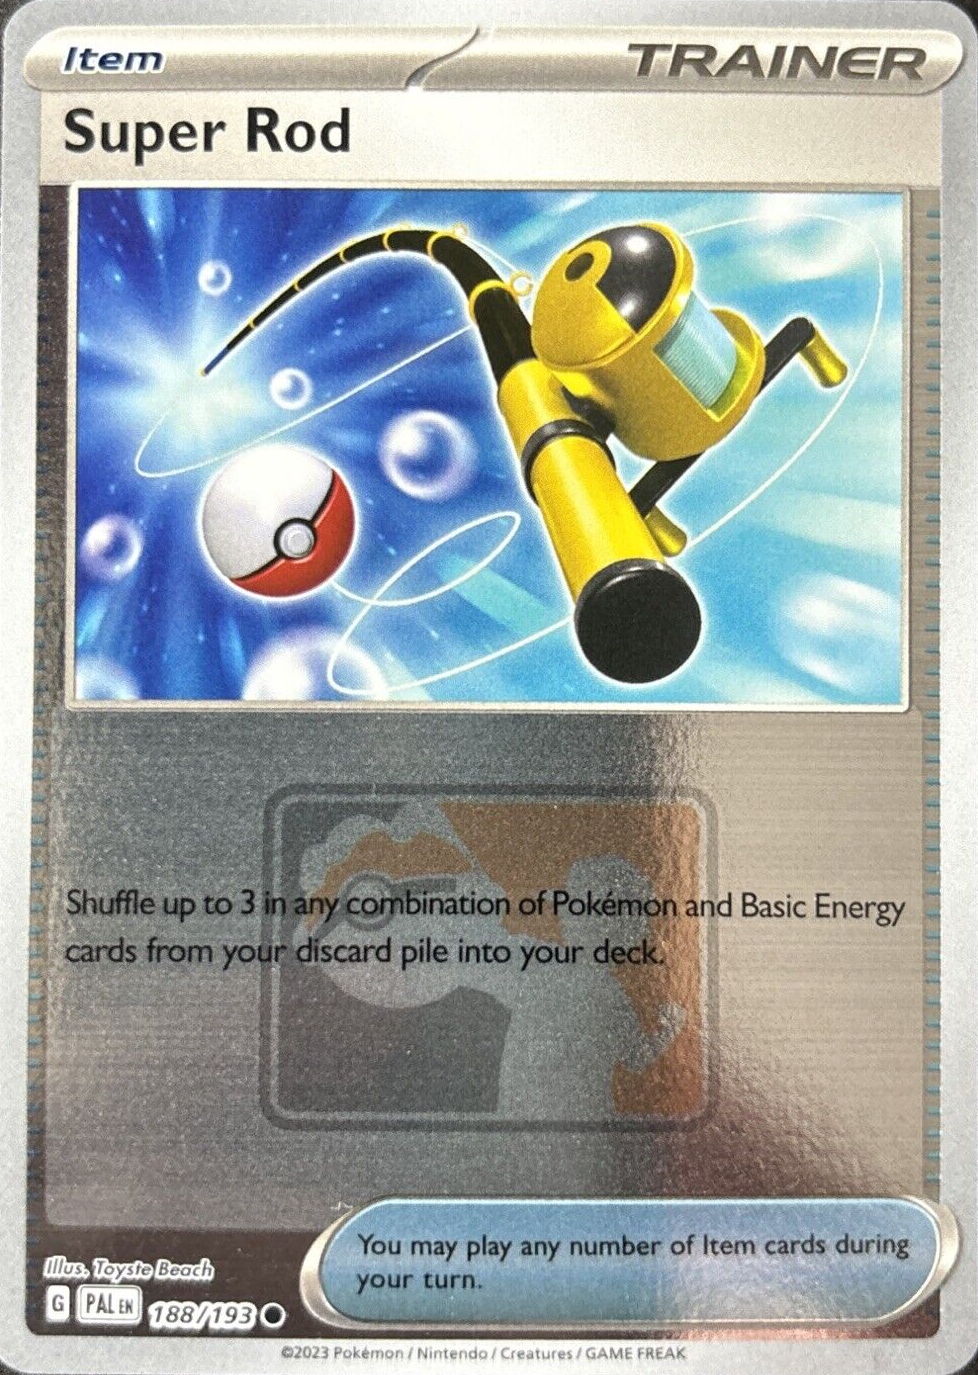 Item
TRAINER
Super Rod
Shuffle up to 3 in any combination of Pokémon and Basic Energy
cards from your discard pile into your deck.
You may play any number of Item cards during
your turn.
Illus. Toyste Beach
G PAL EN 188/193
©2023 Pokémon / Nintendo / Creatures / GAME FREAK